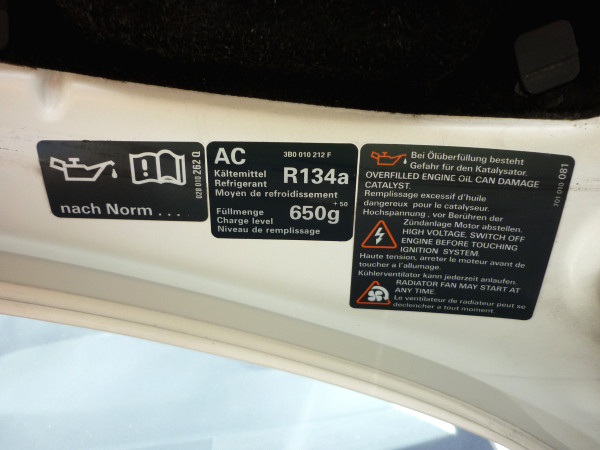 nach Norm . . .
028 010 262 Q
AC 3B0 010 212 F
Kältemittel
Refrigerant
R134a
Moyen de refroidissement
Füllmenge
Charge level
+ 50
650g
Niveau de remplissage
Bei Ölüberfüllung besteht
Gefahr für den Katalysator.
OVERFILLED ENGINE OIL CAN DAMAGE
CATALYST.
Remplissage excessif d'huile
dangereux pour le catalyseur.
Hochspannung , vor Berühren der
Zündanlage Motor abstellen.
HIGH VOLTAGE, SWITCH OFF
ENGINE BEFORE TOUCHING
IGNITION SYSTEM.
Haute tension, arreter le moteur avant de
toucher a l'allumage.
Kühlerventilator kann jederzeit anlaufen.
RADIATOR FAN MAY START AT
ANY TIME.
Le ventilateur de radiateur peut se
declencher a tout moment.
701 010 081